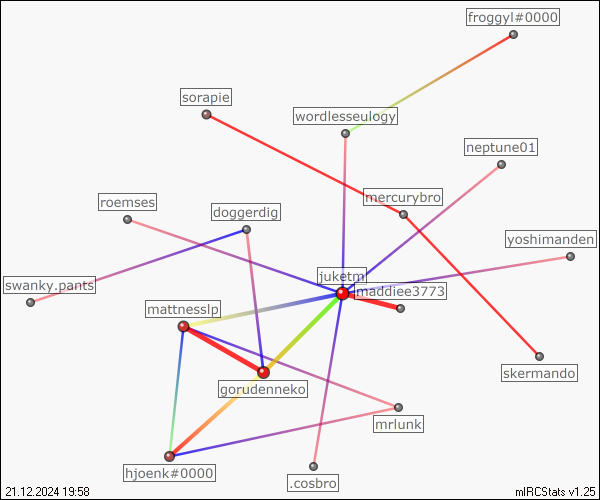 froggyl#0000
sorapie
wordlesseulogy
neptune01
mercurybro
roemses
doggerdig
yoshimanden
juketm
swanky.pants
maddiee3773
mattnesslp
skermando
gorudenneko
mrlunk
hjoenk#0000
.cosbro
21.12.2024 19:58
mIRCStats v1.25